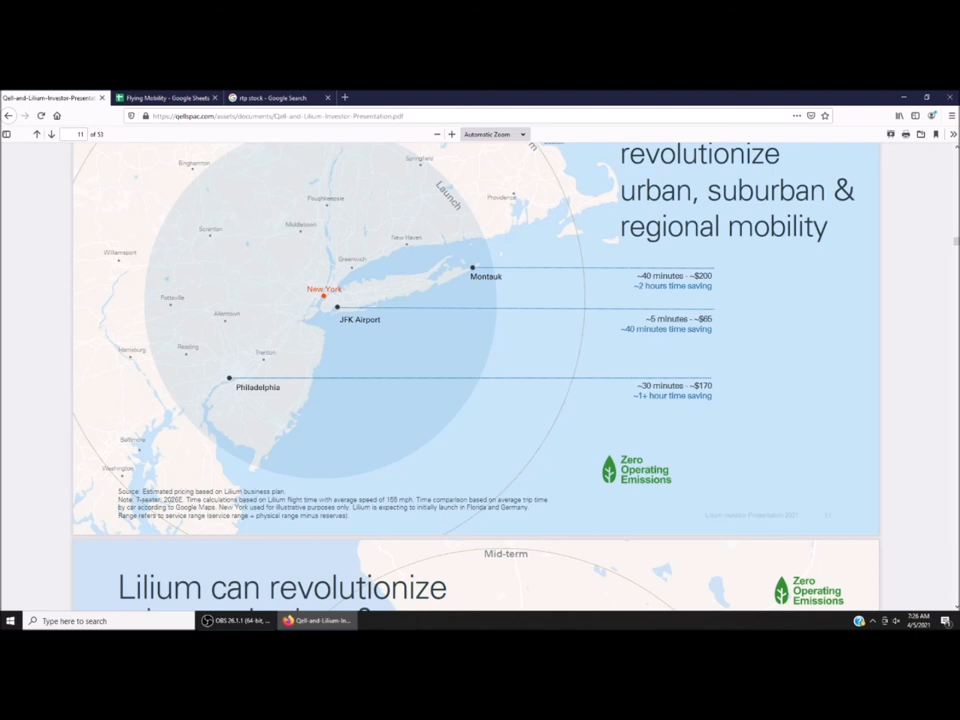 Qell-and-Lilium-Investor-Presentat
Flying Mobility - Google Sheets
rtp stock - Google Search
https://qellspac.com/assets/documents/Qell-and-Lilium-Investor-Presentation.pdf
11 of 53
Automatic Zoom
revolutionize
urban, suburban &
regional mobility
Binghamton
Springfield
Launch
Providence
Poughkeepsie
Scranton
Middletown
New Haven
Williamsport
Greenwich
Montauk
~40 minutes - ~$200
~2 hours time saving
New York
Pottsville
Allentown
JFK Airport
~5 minutes - ~$65
~40 minutes time saving
Harrisburg
Reading
Trenton
Philadelphia
~30 minutes - ~$170
~1+ hour time saving
Baltimore
Washington
Zero
Operating
Emissions
Source: Estimated pricing based on Lilium business plan.
Note: 7-seater, 2026E. Time calculations based on Lilium flight time with average speed of 155 mph. Time comparison based on average trip time
by car according to Google Maps. New York used for illustrative purposes only. Lilium is expecting to initially launch in Florida and Germany.
Range refers to service range (service range = physical range minus reserves).
Lilium Investor Presentation 2021 11
Mid-term
Lilium can revolutionize
Zero
Operating
Emissions
Type here to search
OBS 26.1.1 (64-bit, ...
Qell-and-Lilium-In...
7:26 AM
4/5/2021